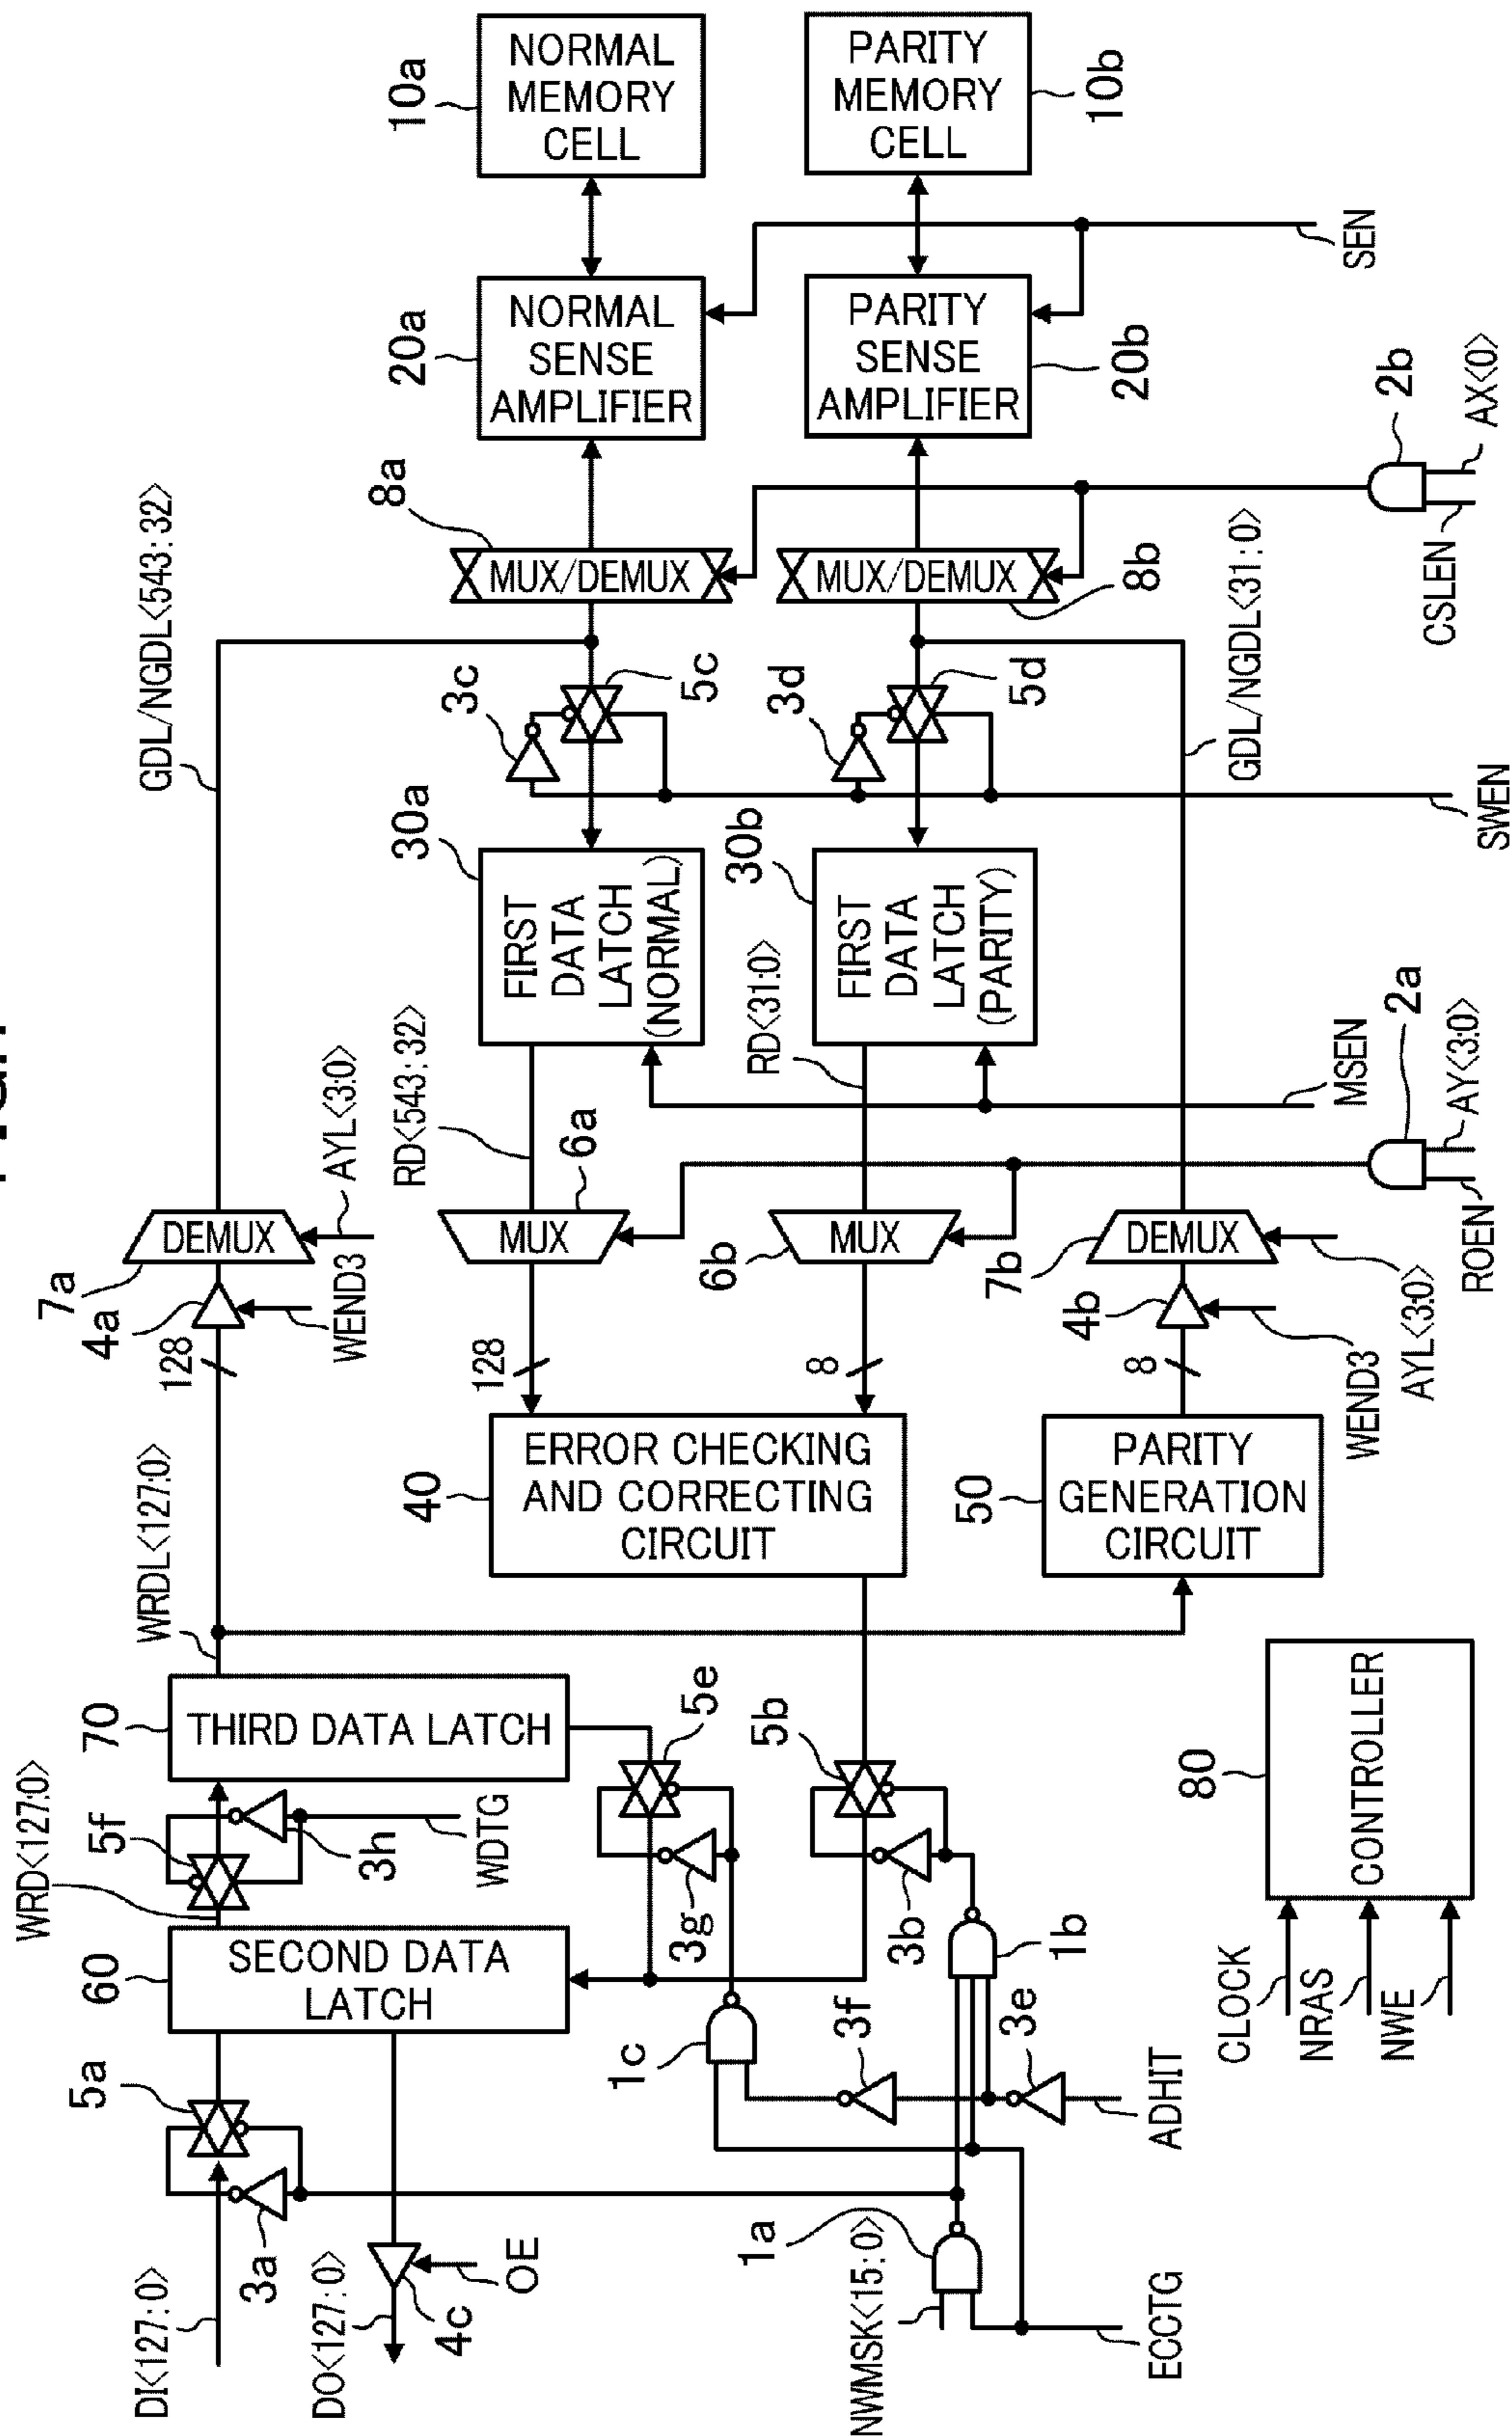 NORMAL
MEMORY
CELL
10a
PARITY
MEMORY
CELL
10b
NORMAL
SENSE
AMPLIFIER
20a
PARITY
SENSE
AMPLIFIER
20b
SEN
2b
AX<0>
CSLEN
GDL/NGDL<543:32>
8a
MUX/DEMUX
MUX/DEMUX
8b
GDL/NGDL<31:0>
3c
5c
3d
5d
SWEN
30a
FIRST
DATA
LATCH
(NORMAL)
30b
FIRST
DATA
LATCH
(PARITY)
RD<543:32>
RD<31:0>
MSEN
2a
AY<3:0>
ROEN
AYL<3:0>
DEMUX
7a
4a
WEND3
128
6a
MUX
6b
MUX
7b
DEMUX
4b
AYL<3:0>
WEND3
128
8
8
WRDL<127:0>
40
ERROR CHECKING
AND CORRECTING
CIRCUIT
50
PARITY
GENERATION
CIRCUIT
70
THIRD DATA LATCH
5e
5b
80
CONTROLLER
WRD<127:0>
5f
3h
WDTG
3g
3b
1b
60
SECOND DATA
LATCH
CLOCK
NRAS
NWE
5a
1c
3f
3e
ADHIT
3a
DI<127:0>
DO<127:0>
4c
OE
1a
NWMSK<15:0>
ECCTG